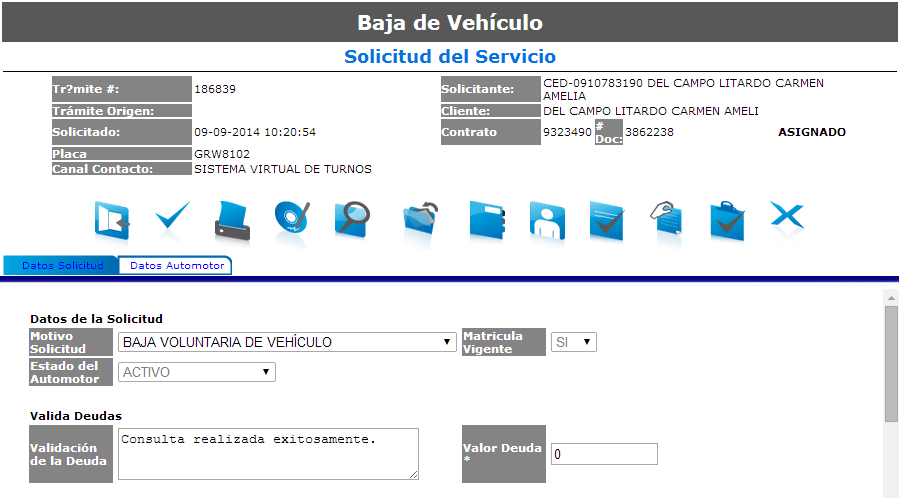 Baja de Vehículo
Solicitud del Servicio
Tr?mite #: 186839 Solicitante: CED-0910783190 DEL CAMPO LITARDO CARMEN
AMELIA
Trámite Origen: Cliente: DEL CAMPO LITARDO CARMEN AMELI
Solicitado: 09-09-2014 10:20:54 Contrato 9323490 # Doc: 3862238 ASIGNADO
Placa GRW8102
Canal Contacto: SISTEMA VIRTUAL DE TURNOS
Datos Solicitud Datos Automotor
Datos de la Solicitud
Motivo Solicitud BAJA VOLUNTARIA DE VEHÍCULO Matricula Vigente SI
Estado del Automotor ACTIVO
Valida Deudas
Validación de la Deuda Consulta realizada exitosamente. Valor Deuda * 0